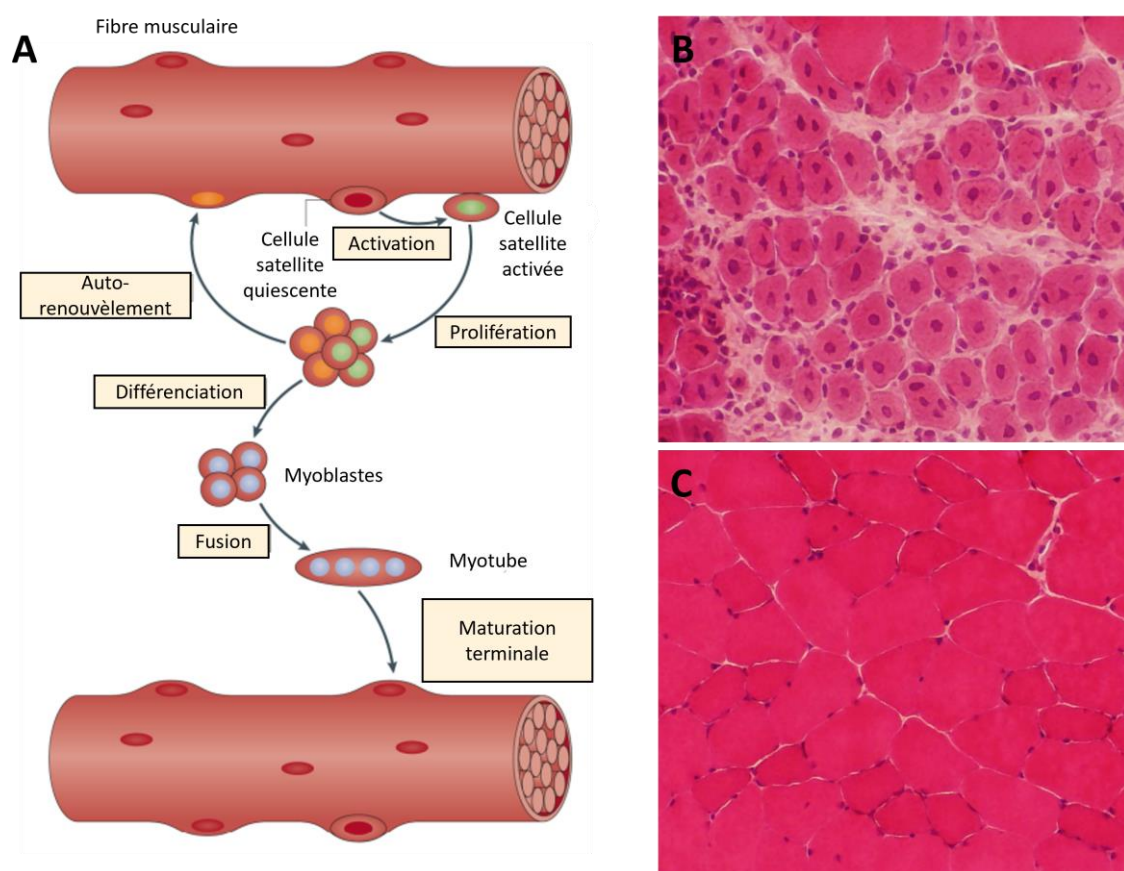 A
Fibre musculaire
B
Cellule
satellite
quiescente
Activation
Cellule
satellite
activée
Auto-
renouvèlement
Prolifération
Différenciation
Myoblastes
C
Fusion
Myotube
Maturation
terminale